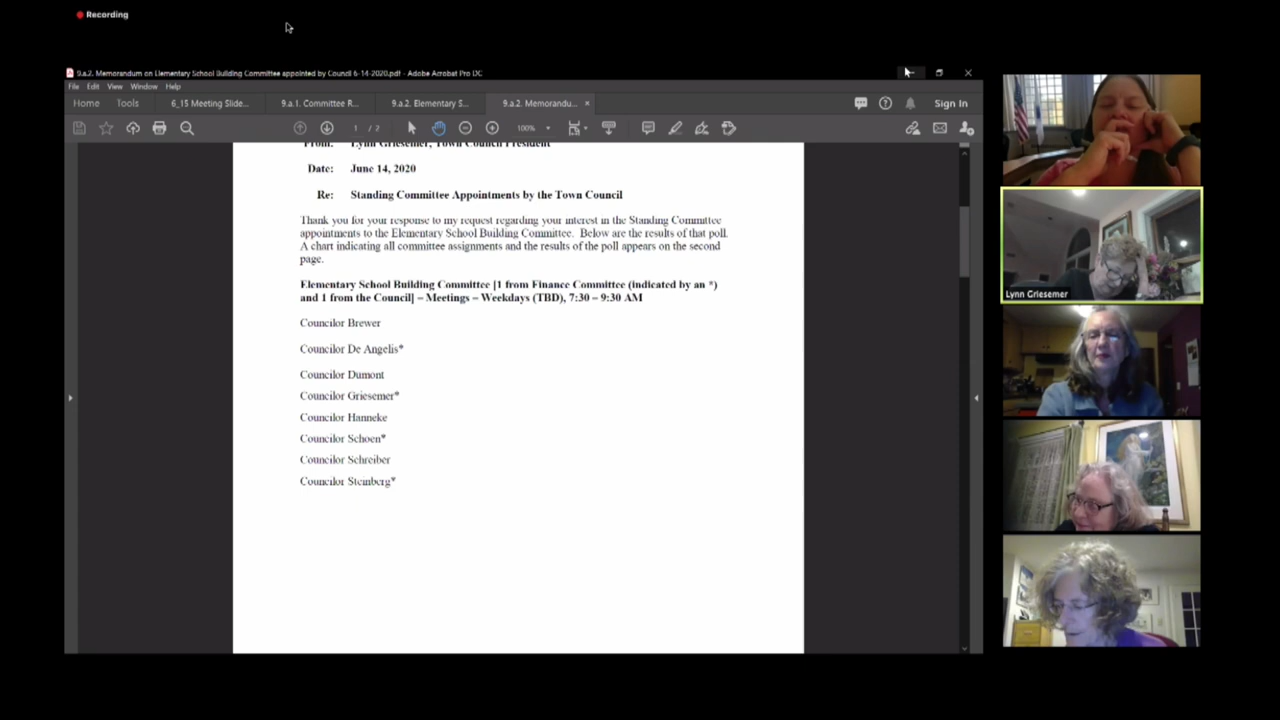 Recording
9.a.2. Memorandum on Elementary School Building Committee appointed by Council 6-14-2020.pdf - Adobe Acrobat Pro DC
File Edit View Window Help
Home Tools 6_15 Meeting Slide... 9.a.1. Committee R... 9.a.2. Elementary S... 9.a.2. Memorandu... × Sign In
1 / 2 100%
From: Lynn Griesemer, Town Council President
Date: June 14, 2020
Re: Standing Committee Appointments by the Town Council
Thank you for your response to my request regarding your interest in the Standing Committee
appointments to the Elementary School Building Committee. Below are the results of that poll.
A chart indicating all committee assignments and the results of the poll appears on the second
page.
Elementary School Building Committee [1 from Finance Committee (indicated by an *)
and 1 from the Council] – Meetings – Weekdays (TBD), 7:30 – 9:30 AM
Councilor Brewer
Councilor De Angelis*
Councilor Dumont
Councilor Griesemer*
Councilor Hanneke
Councilor Schoen*
Councilor Schreiber
Councilor Steinberg*
Lynn Griesemer